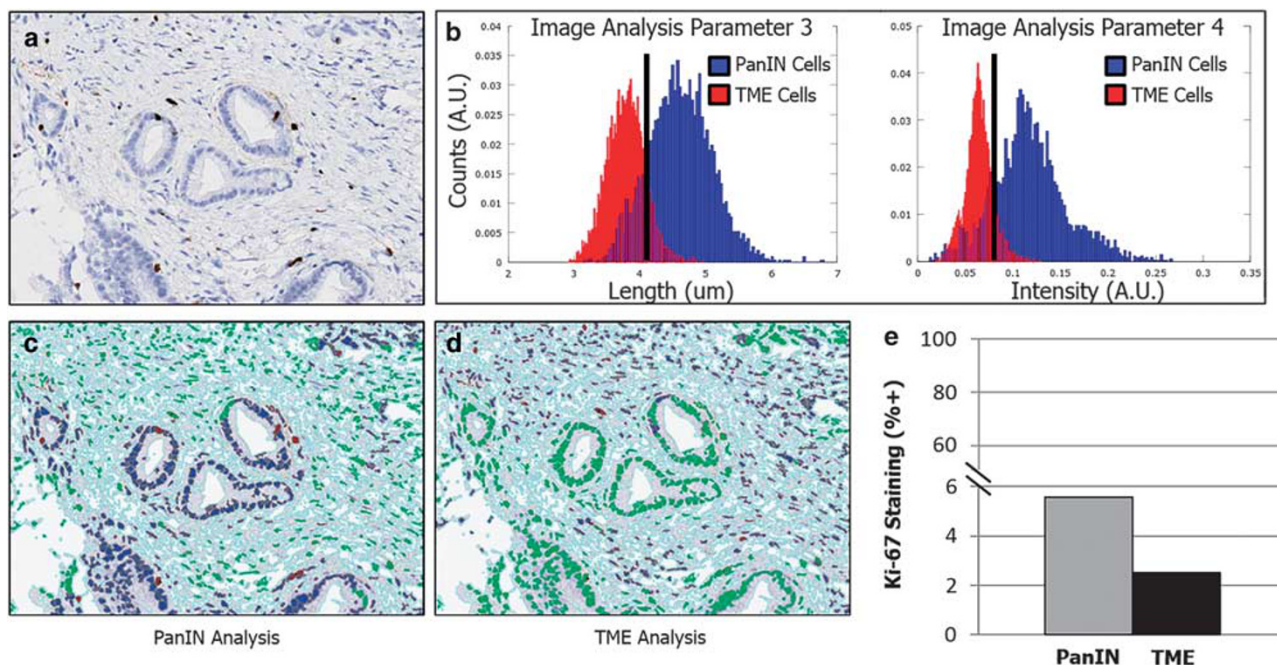 a
b
Image Analysis Parameter 3
PanIN Cells
TME Cells
Counts (A.U.)
0.04
0.035
0.03
0.025
0.02
0.015
0.01
0.005
0
2
3
4
5
6
7
Length (um)
Image Analysis Parameter 4
PanIN Cells
TME Cells
0.05
0.04
0.03
0.02
0.01
0
0
0.05
0.1
0.15
0.2
0.25
0.3
0.35
Intensity (A.U.)
c
PanIN Analysis
d
TME Analysis
e
Ki-67 Staining (%+)
100
80
60
6
4
2
0
PanIN
TME